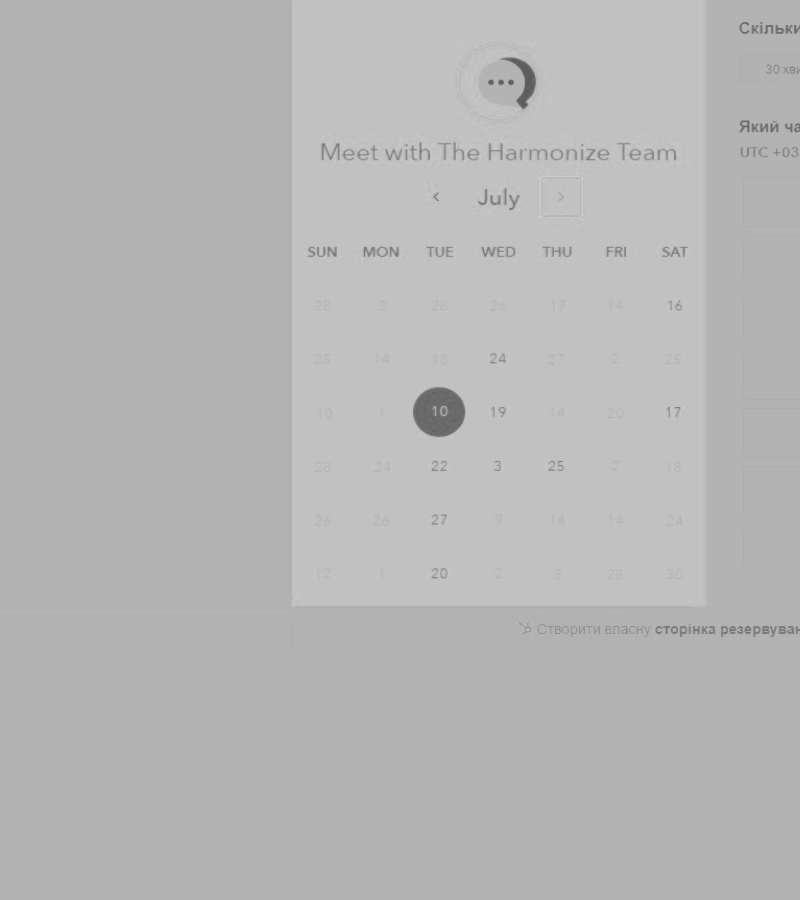 Скільки
30 хви
Який ча
UTC +03
Meet with The Harmonize Team
July
SUN MON TUE WED THU FRI SAT
28 3 28 26 17 14 16
25 14 18 24 27 2 25
10 1 10 19 14 20 17
28 24 22 3 25 2 18
26 26 27 9 14 14 24
12 1 20 2 3 28 30
Створити власну сторінка резервуван